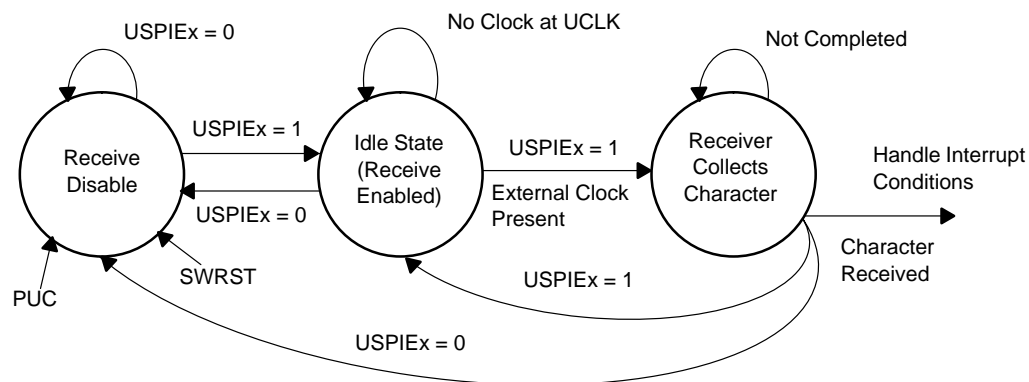 USPIEx = 0
No Clock at UCLK
Not Completed
Receive
Disable
USPIEx = 1
USPIEx = 0
Idle State
(Receive
Enabled)
USPIEx = 1
External Clock
Present
Receiver
Collects
Character
Handle Interrupt
Conditions
Character
Received
PUC
SWRST
USPIEx = 1
USPIEx = 0